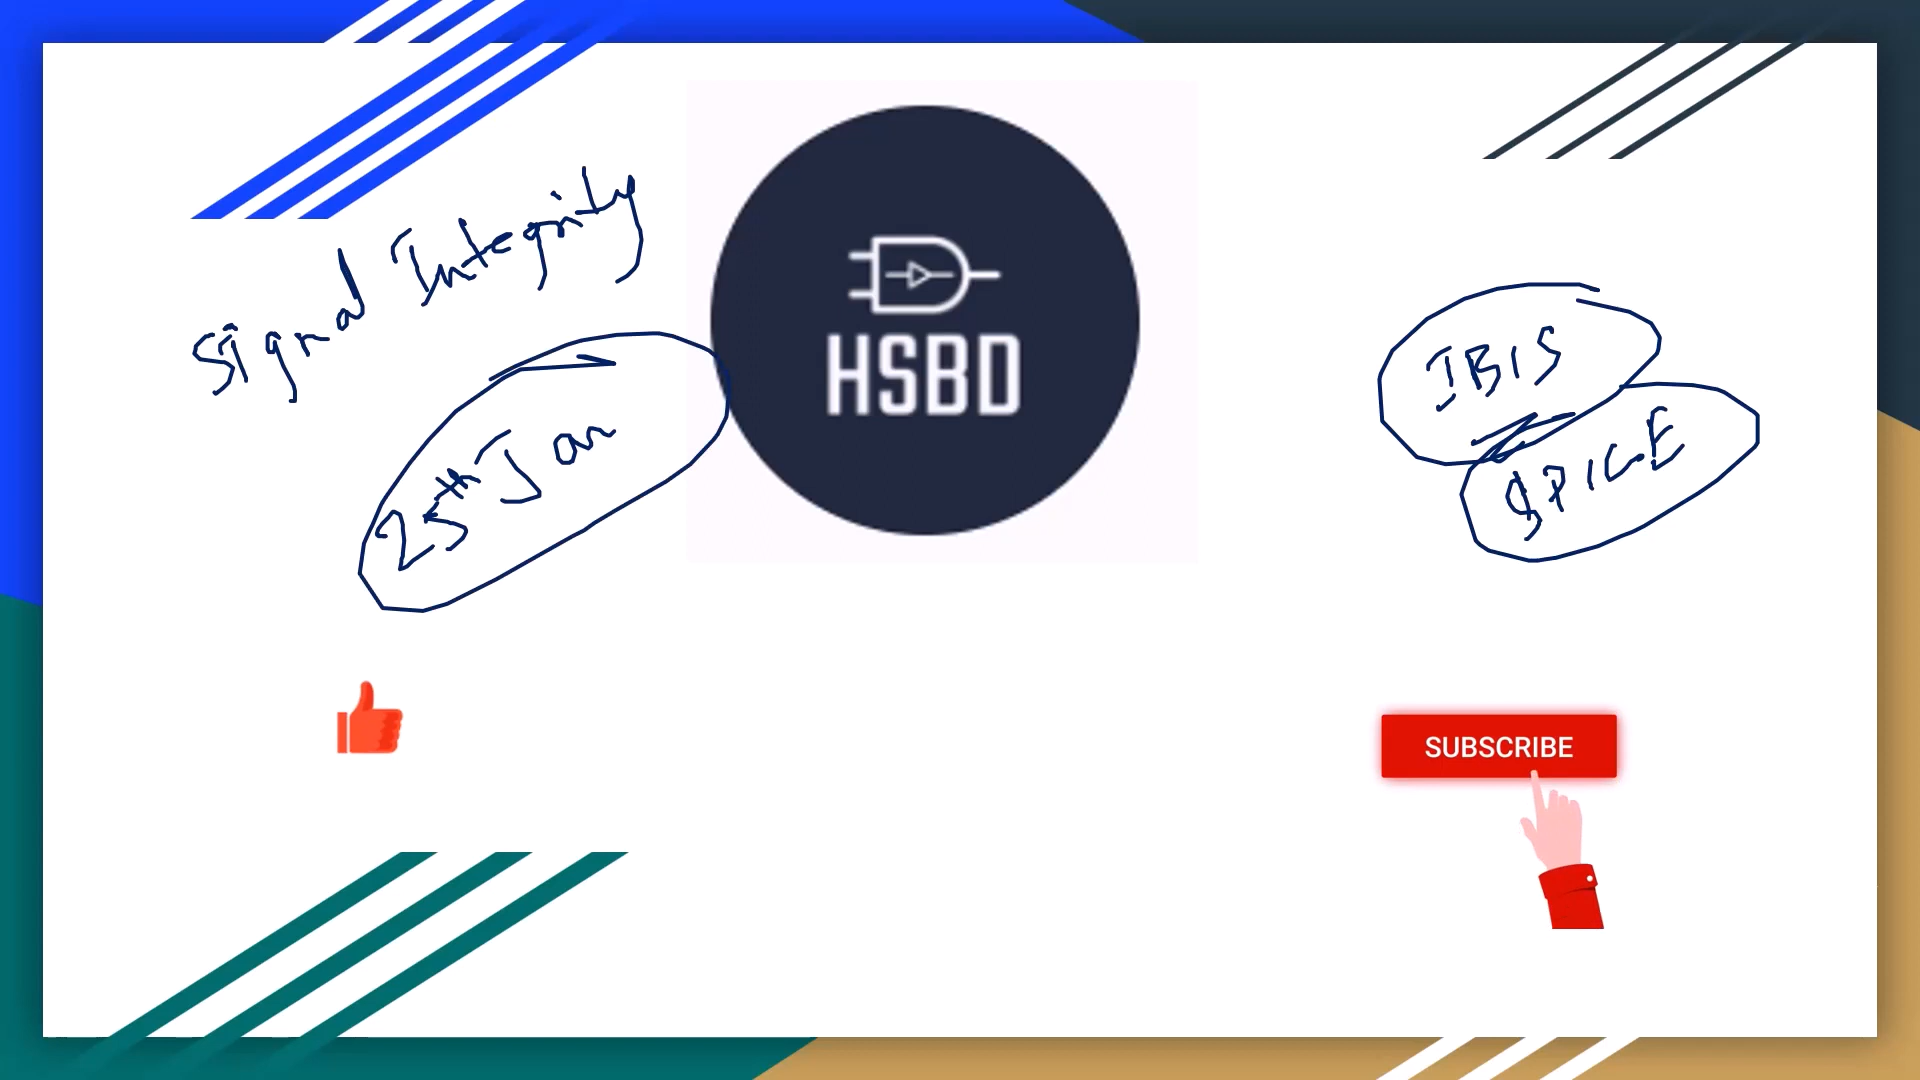 Signal Integrity
25th Jan
HSBD
IBIS
SPICE
SUBSCRIBE